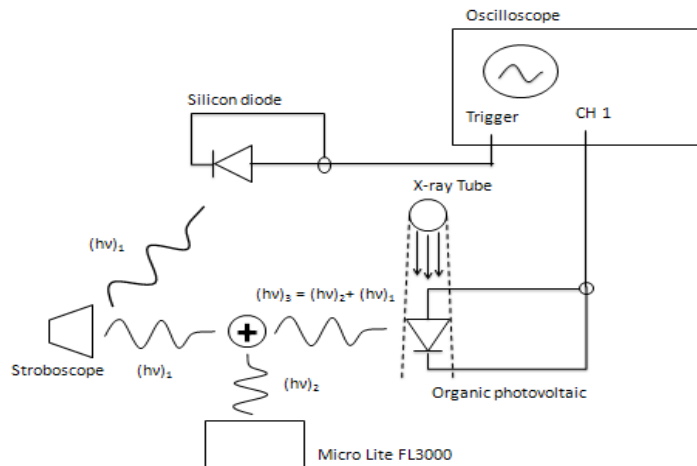 Oscilloscope
Silicon diode
Trigger
CH 1
X-ray Tube
(hν)₁
(hν)₃ = (hν)₂+ (hν)₁
Stroboscope
(hν)₁
(hν)₂
Organic photovoltaic
Micro Lite FL3000